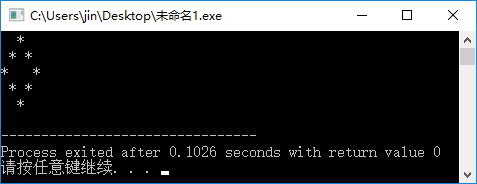 C:\Users\jin\Desktop\未命名1.exe
  *
 * *
*   *
 * *
  *
--------------------------------
Process exited after 0.1026 seconds with return value 0
请按任意键继续. . .